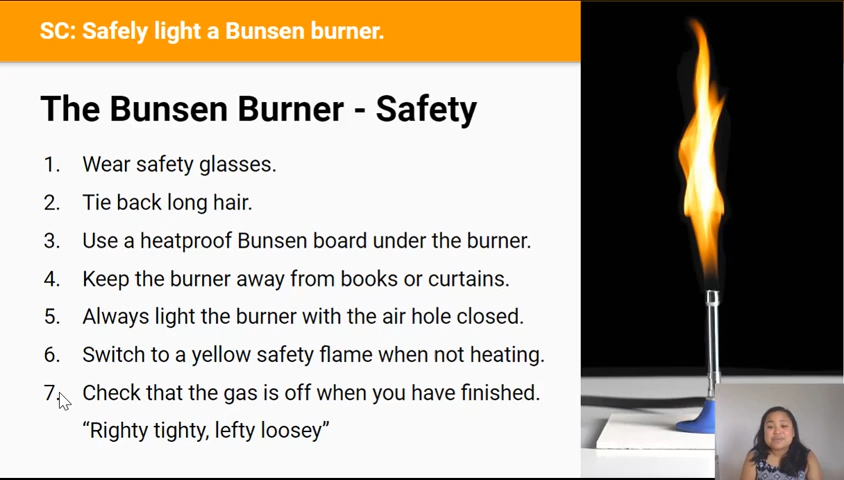 SC: Safely light a Bunsen burner.
The Bunsen Burner - Safety
1. Wear safety glasses.
2. Tie back long hair.
3. Use a heatproof Bunsen board under the burner.
4. Keep the burner away from books or curtains.
5. Always light the burner with the air hole closed.
6. Switch to a yellow safety flame when not heating.
7. Check that the gas is off when you have finished.
“Righty tighty, lefty loosey”